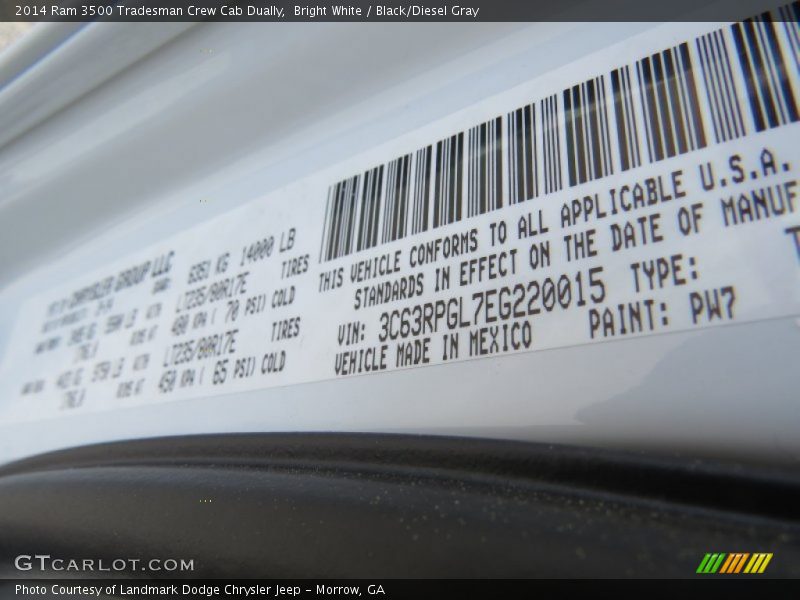 2014 Ram 3500 Tradesman Crew Cab Dually, Bright White / Black/Diesel Gray
CHRYSLER GROUP LLC
6351 KG 14000 LB
TIRES
LT235/80R17E
450 KPA ( 70 PSI) COLD
TIRES
LT235/80R17E
450 KPA ( 65 PSI) COLD
THIS VEHICLE CONFORMS TO ALL APPLICABLE U.S.A.
STANDARDS IN EFFECT ON THE DATE OF MANUF
VIN: 3C63RPGL7EG220015 TYPE:
VEHICLE MADE IN MEXICO PAINT: PW7
GTCARLOT.COM
Photo Courtesy of Landmark Dodge Chrysler Jeep – Morrow, GA